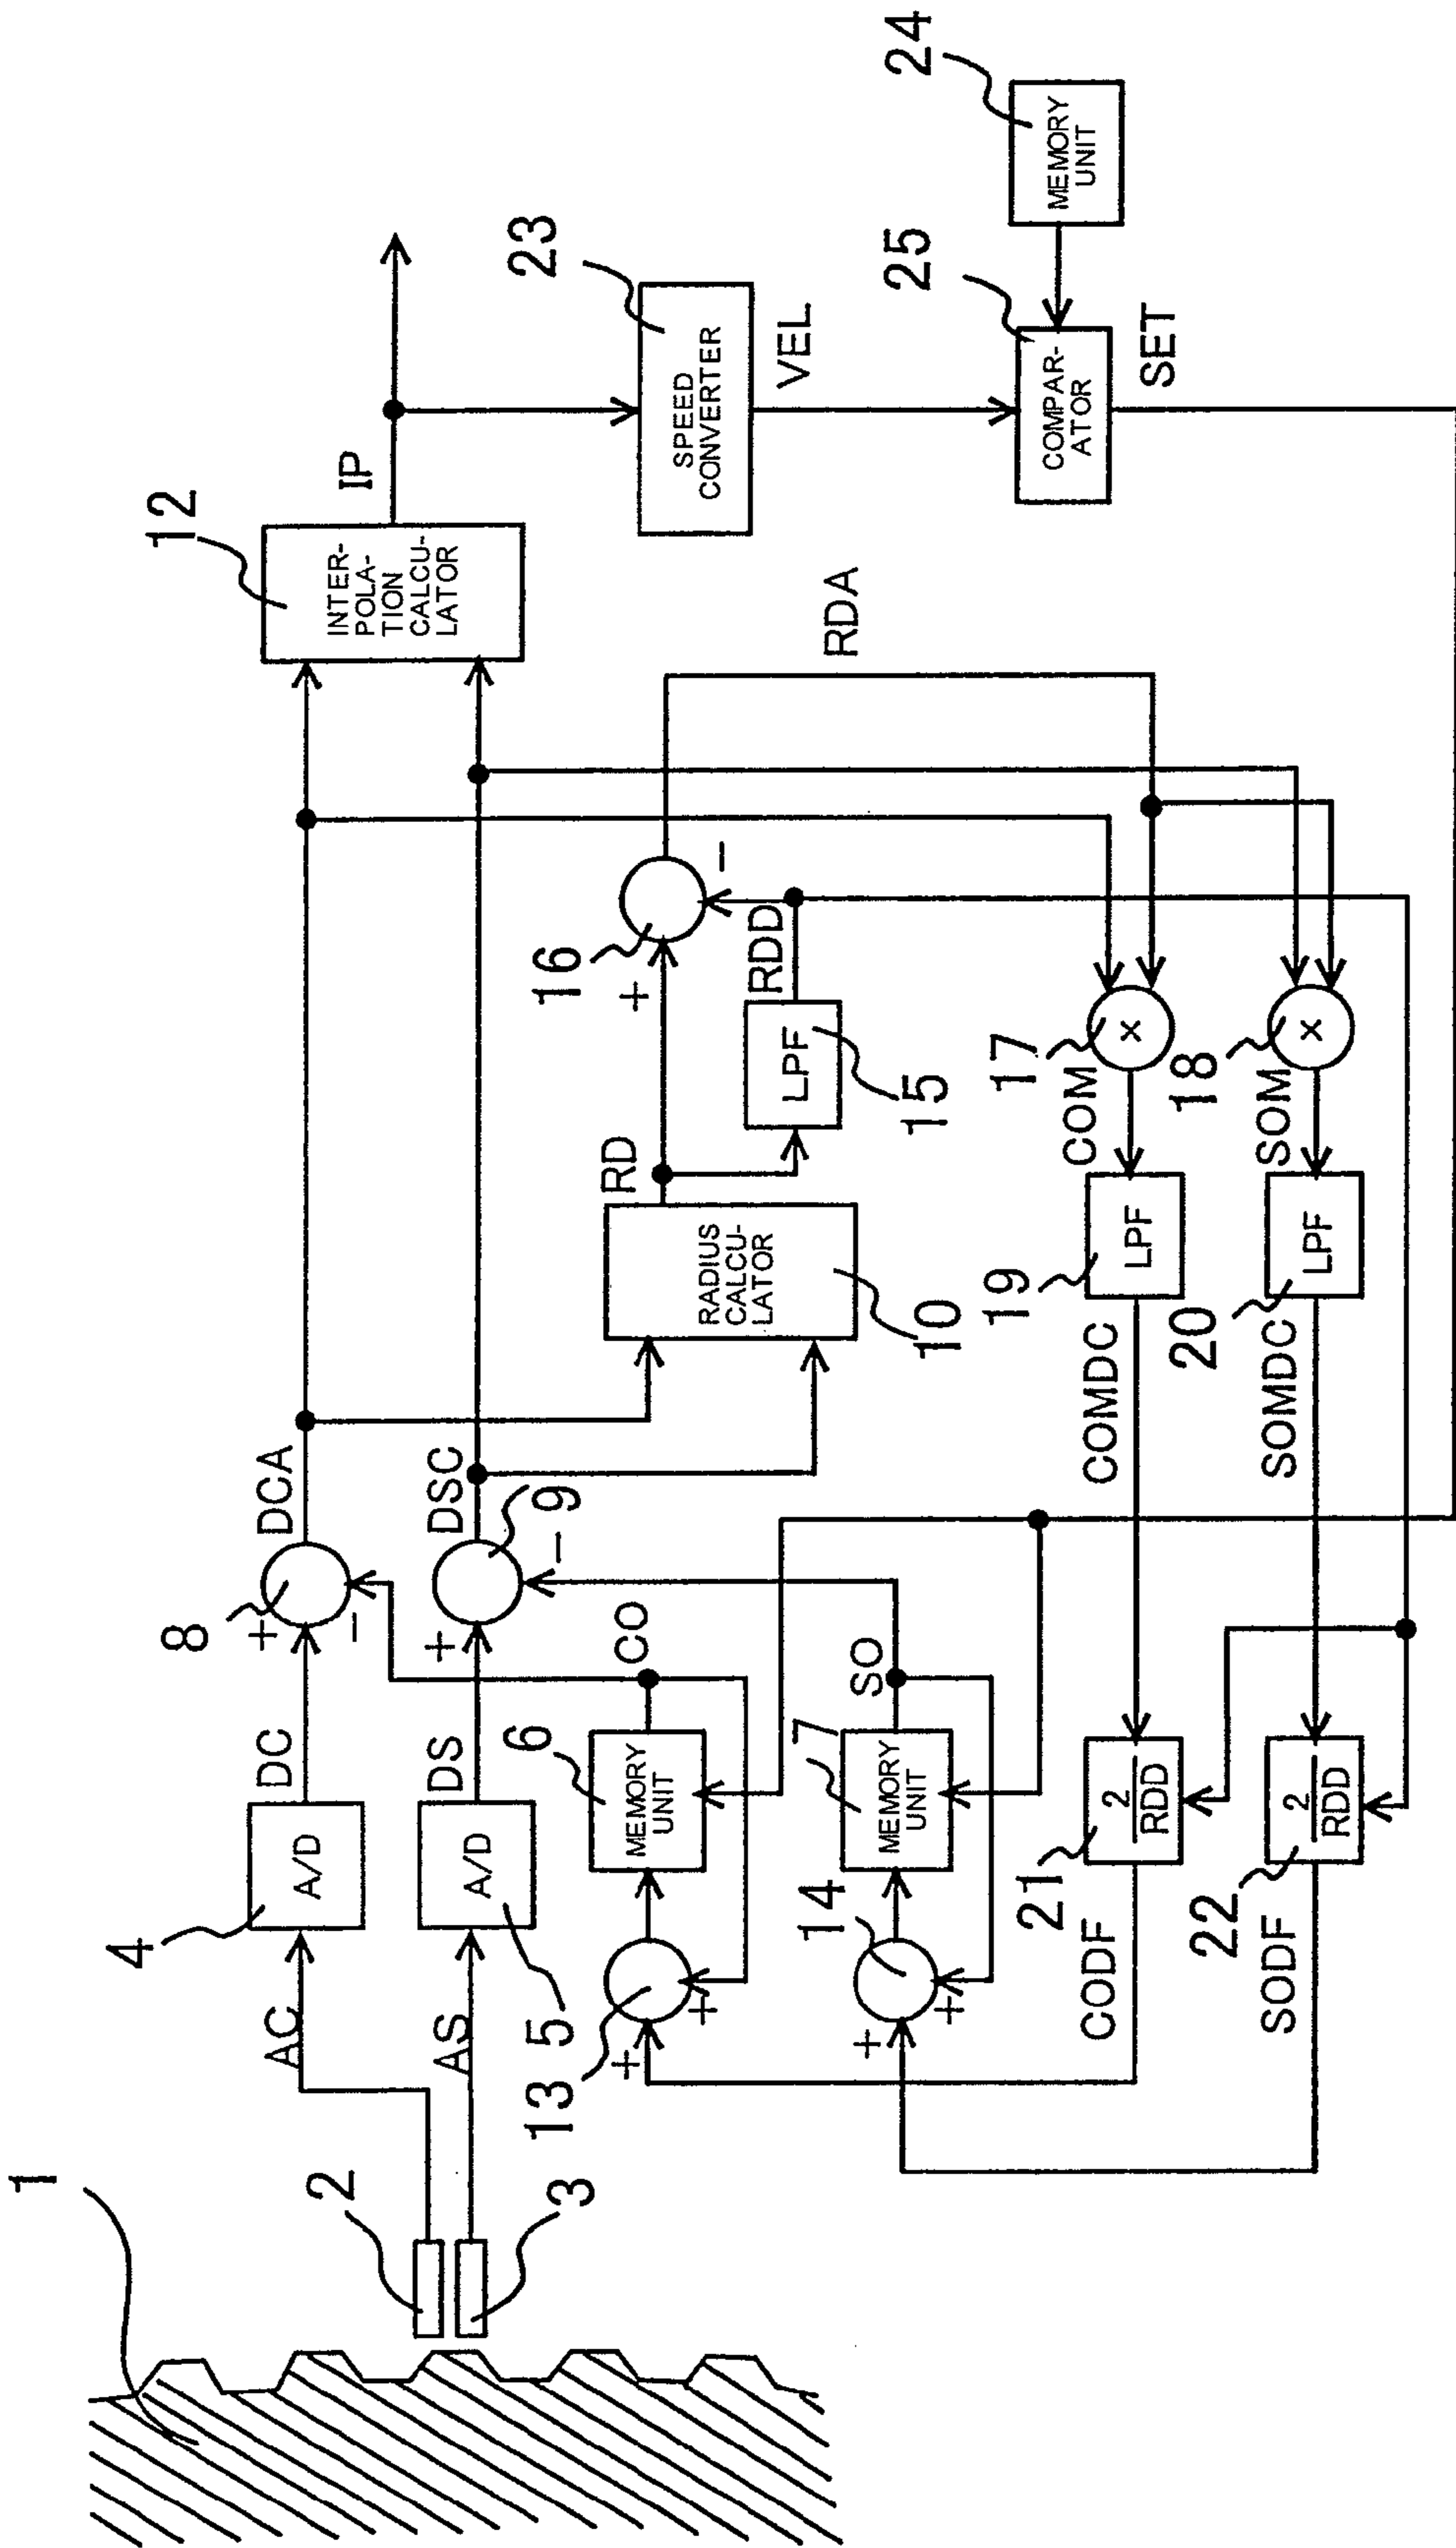 1
2
3
AC
AS
4
5
A/D
A/D
DC
DS
8
+
-
9
+
-
DCA
DSC
12
INTER-
POLA-
TION
CALCU-
LATOR
IP
23
SPEED
CONVERTER
VEL
24
MEMORY
UNIT
25
COMPAR-
ATOR
SET
13
+
+
6
MEMORY
UNIT
CO
14
+
+
7
MEMORY
UNIT
SO
10
RADIUS
CALCU-
LATOR
RD
15
LPF
RDD
16
+
-
RDA
17
x
COM
18
x
SOM
19
LPF
COMDC
20
LPF
SOMDC
21
2
RDD
CODF
22
2
RDD
SODF